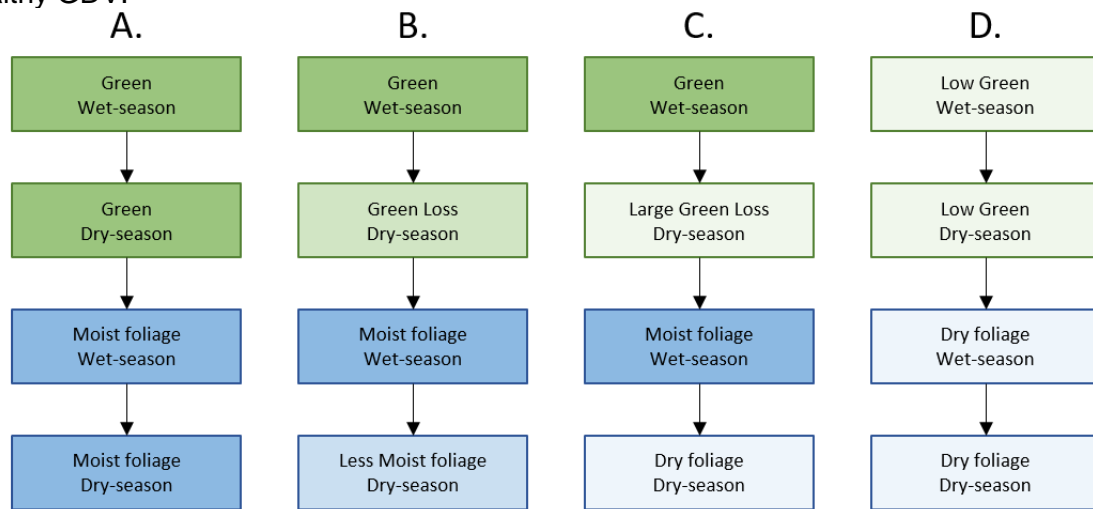 A.
B.
C.
D.
Green
Wet-season
Green
Wet-season
Green
Wet-season
Low Green
Wet-season
Green
Dry-season
Green Loss
Dry-season
Large Green Loss
Dry-season
Low Green
Dry-season
Moist foliage
Wet-season
Moist foliage
Wet-season
Moist foliage
Wet-season
Dry foliage
Wet-season
Moist foliage
Dry-season
Less Moist foliage
Dry-season
Dry foliage
Dry-season
Dry foliage
Dry-season